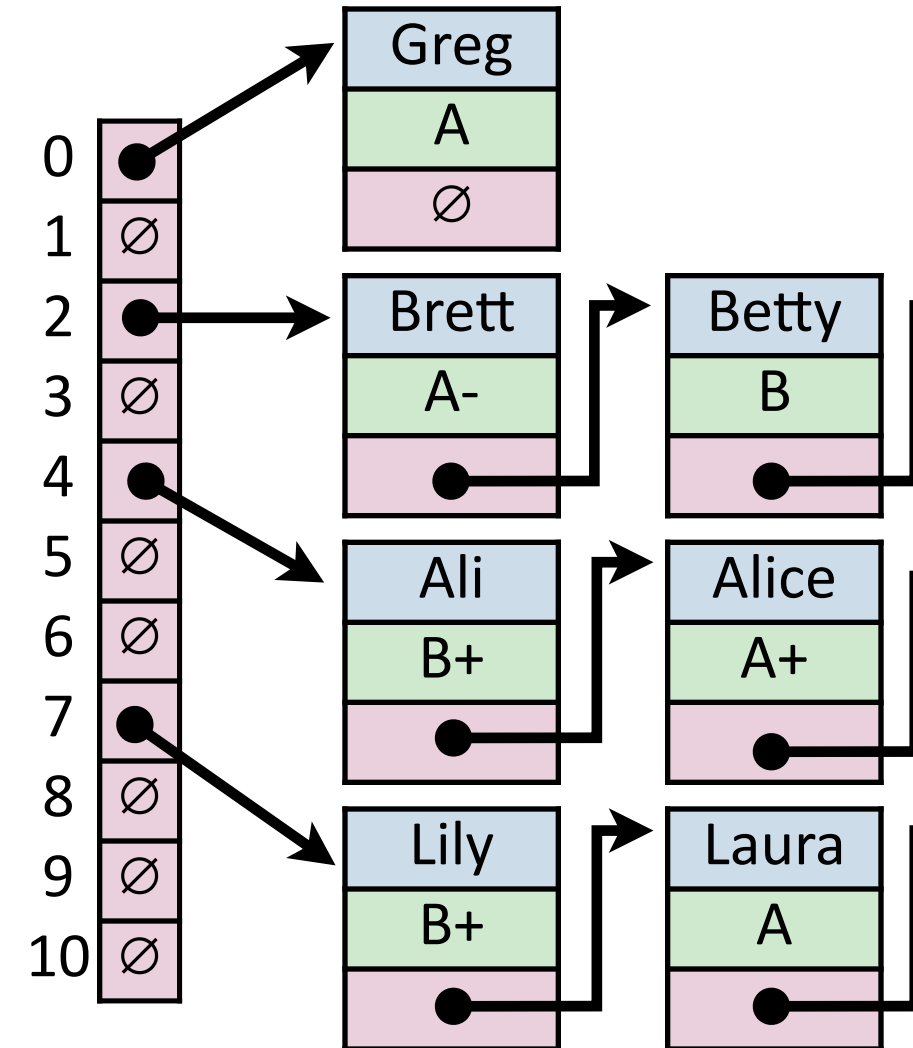 Greg
A
∅
0
1 ∅
2
3 ∅
4
5 ∅
6 ∅
7
8 ∅
9 ∅
10 ∅
Brett
A-
Betty
B
Ali
B+
Alice
A+
Lily
B+
Laura
A